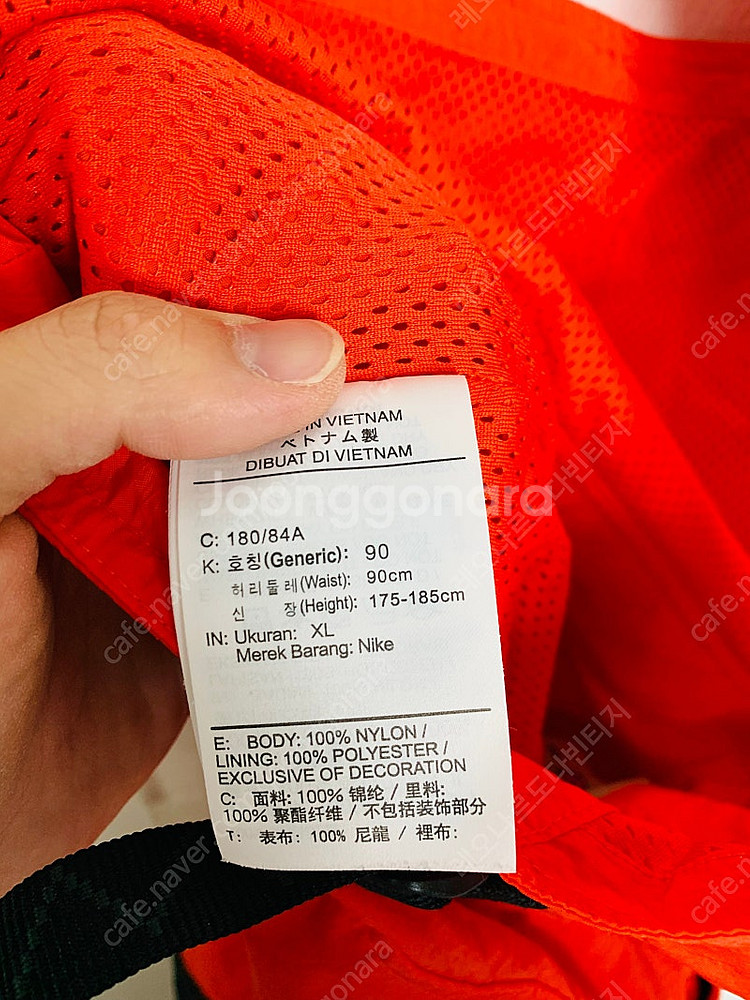 IN VIETNAM
ベトナム製
DIBUAT DI VIETNAM
Joonggonara
C: 180/84A
K: 호칭(Generic): 90
허리둘레(Waist): 90cm
신 장(Height): 175-185cm
IN: Ukuran: XL
Merek Barang: Nike
E: BODY: 100% NYLON /
LINING: 100% POLYESTER /
EXCLUSIVE OF DECORATION
C: 面料: 100% 锦纶 / 里料:
100% 聚酯纤维 / 不包括装饰部分
T: 表布: 100% 尼龍 / 裡布: